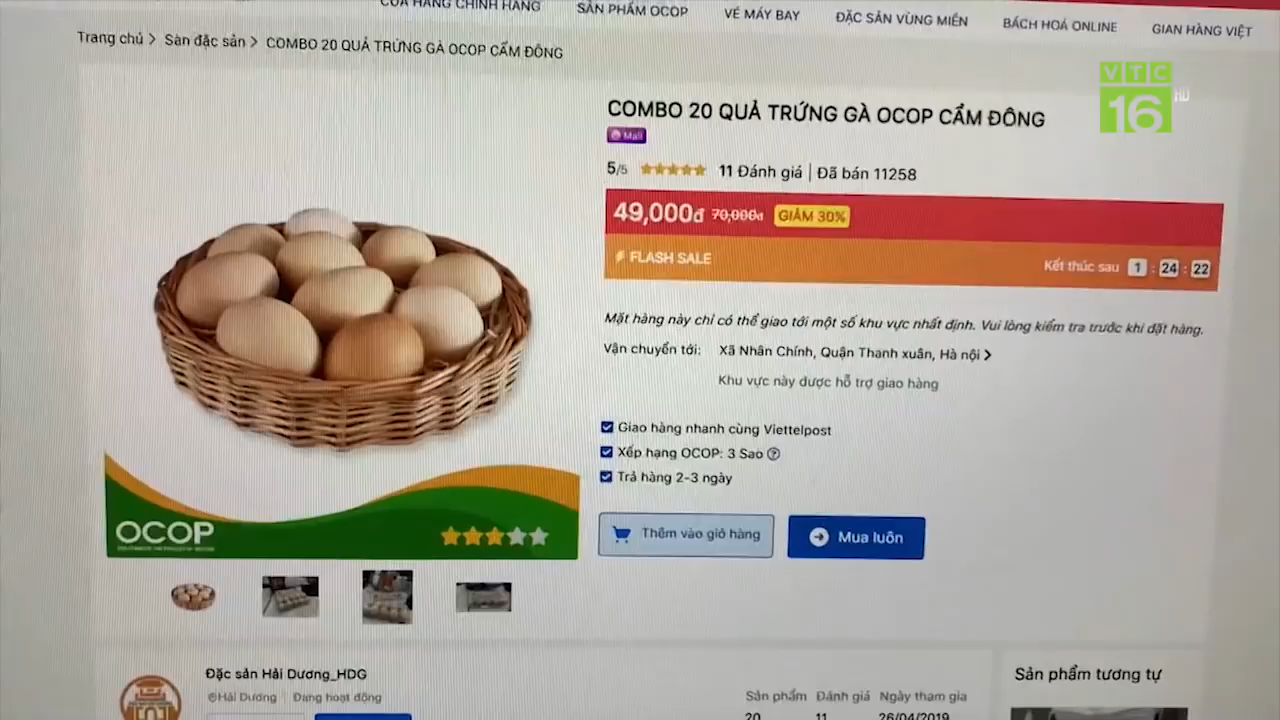 CỬA HÀNG CHÍNH HÃNG SẢN PHẨM OCOP VÉ MÁY BAY ĐẶC SẢN VÙNG MIỀN BÁCH HOÁ ONLINE GIAN HÀNG VIỆT
Trang chủ > Sàn đặc sản > COMBO 20 QUẢ TRỨNG GÀ OCOP CẨM ĐÔNG
VTC
16 HD
COMBO 20 QUẢ TRỨNG GÀ OCOP CẨM ĐÔNG
Mall
5/5 11 Đánh giá | Đã bán 11258
49,000đ 70,000đ GIẢM 30%
FLASH SALE Kết thúc sau 1 : 24 : 22
Mặt hàng này chỉ có thể giao tới một số khu vực nhất định. Vui lòng kiểm tra trước khi đặt hàng.
Vận chuyển tới: Xã Nhân Chính, Quận Thanh xuân, Hà nội >
Khu vực này được hỗ trợ giao hàng
Giao hàng nhanh cùng Viettelpost
Xếp hạng OCOP: 3 Sao ?
Trả hàng 2-3 ngày
Thêm vào giỏ hàng Mua luôn
OCOP
Đặc sản Hải Dương_HDG
Hải Dương | Đang hoạt động
Sản phẩm Đánh giá Ngày tham gia
20 11 26/04/2019
Sản phẩm tương tự